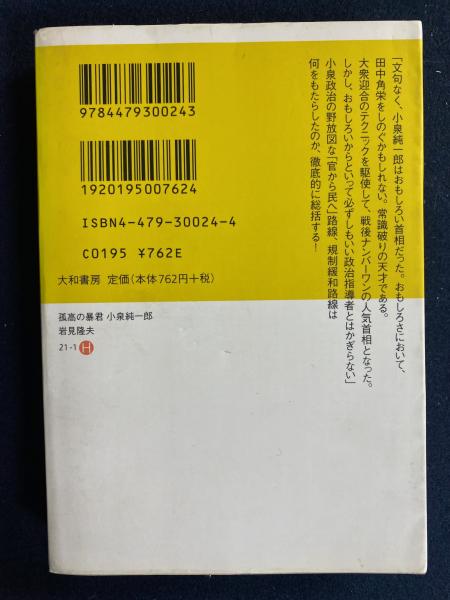 「文句なく、小泉純一郎はおもしろい首相だった。おもしろさにおいて、
田中角栄をしのぐかもしれない。常識破りの天才である。
大衆迎合のテクニックを駆使して、戦後ナンバーワンの人気首相となった。
しかし、おもしろいからといって必ずしもいい政治指導者とはかぎらない」
小泉政治の野放図な「官から民へ」路線、規制緩和路線は
何をもたらしたのか、徹底的に総括する！
9784479300243
1920195007624
ISBN4-479-30024-4
C0195 ¥762E
大和書房 定価（本体762円＋税）
孤高の暴君 小泉純一郎
岩見隆夫
21-1 H